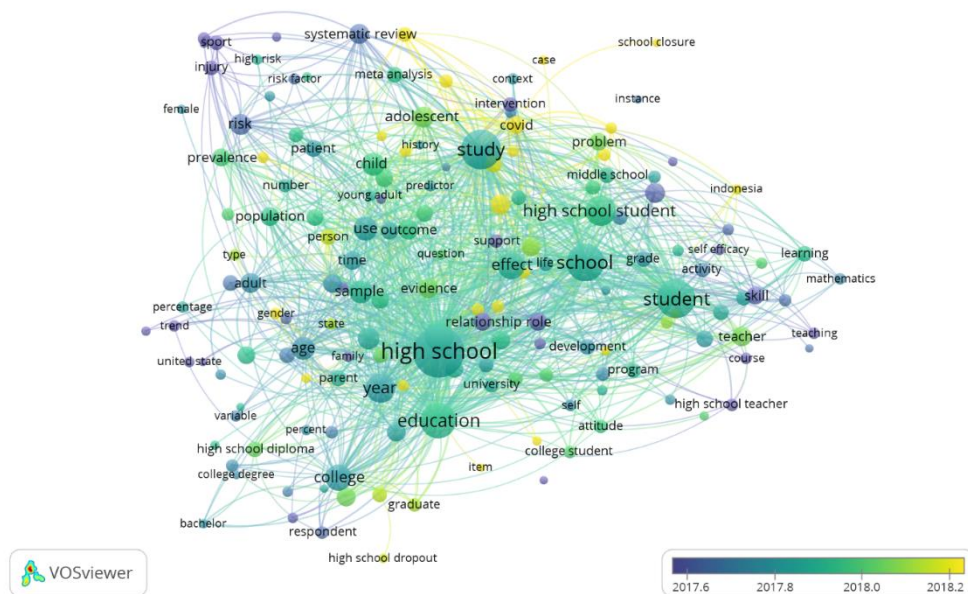 systematic review
school closure
sport
high risk
case
injury
risk factor
meta analysis
context
instance
intervention
female
adolescent
covid
risk
history
study
problem
patient
prevalence
child
middle school
number
young adult
predictor
indonesia
population
high school student
use outcome
person
support
self efficacy
type
question
learning
time
effect
life
school
grade
activity
mathematics
adult
sample
evidence
student
skill
percentage
gender
trend
state
relationship role
teacher
teaching
united state
age
family
high school
development
course
parent
year
university
program
variable
percent
education
self
high school teacher
attitude
high school diploma
college student
college degree
college
item
graduate
bachelor
respondent
high school dropout
VOSviewer
2017.6 2017.8 2018.0 2018.2